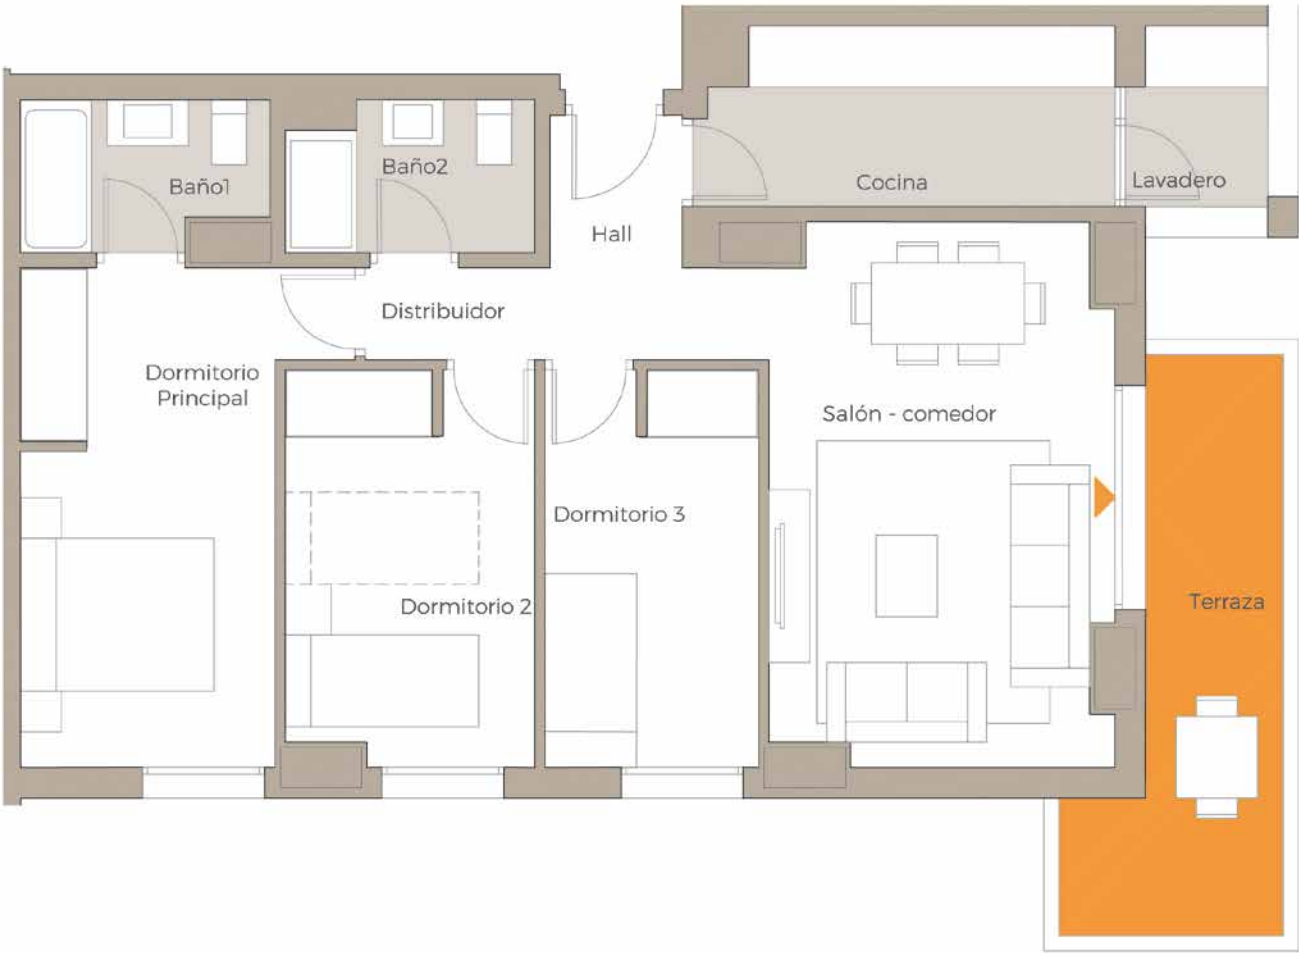 Baño1
Baño2
Cocina
Lavadero
Hall
Distribuidor
Dormitorio
Principal
Salón - comedor
Dormitorio 3
Dormitorio 2
Terraza